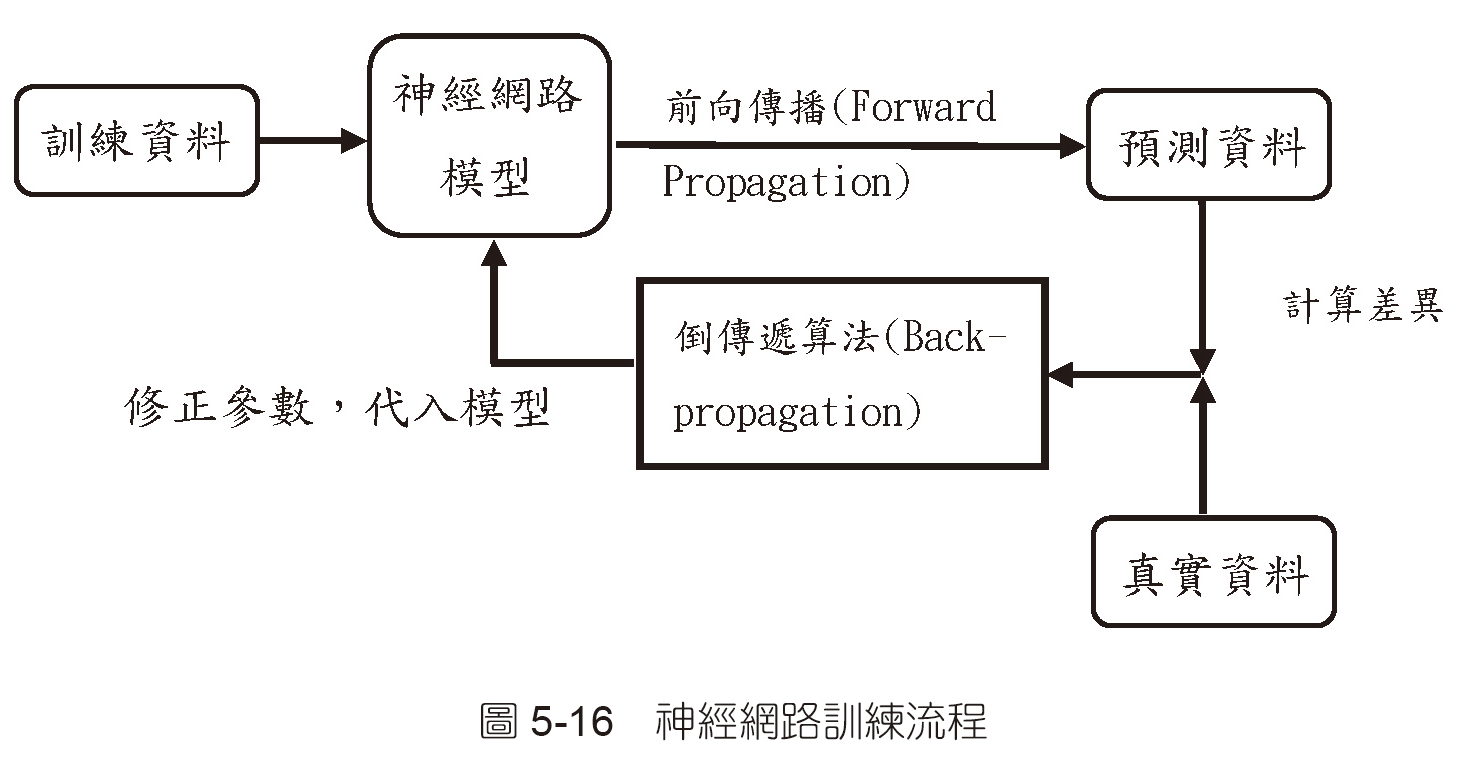 訓練資料
神經網路
模型
前向傳播(Forward
Propagation)
預測資料
計算差異
倒傳遞算法(Back-
propagation)
修正參數，代入模型
真實資料
圖 5-16　神經網路訓練流程